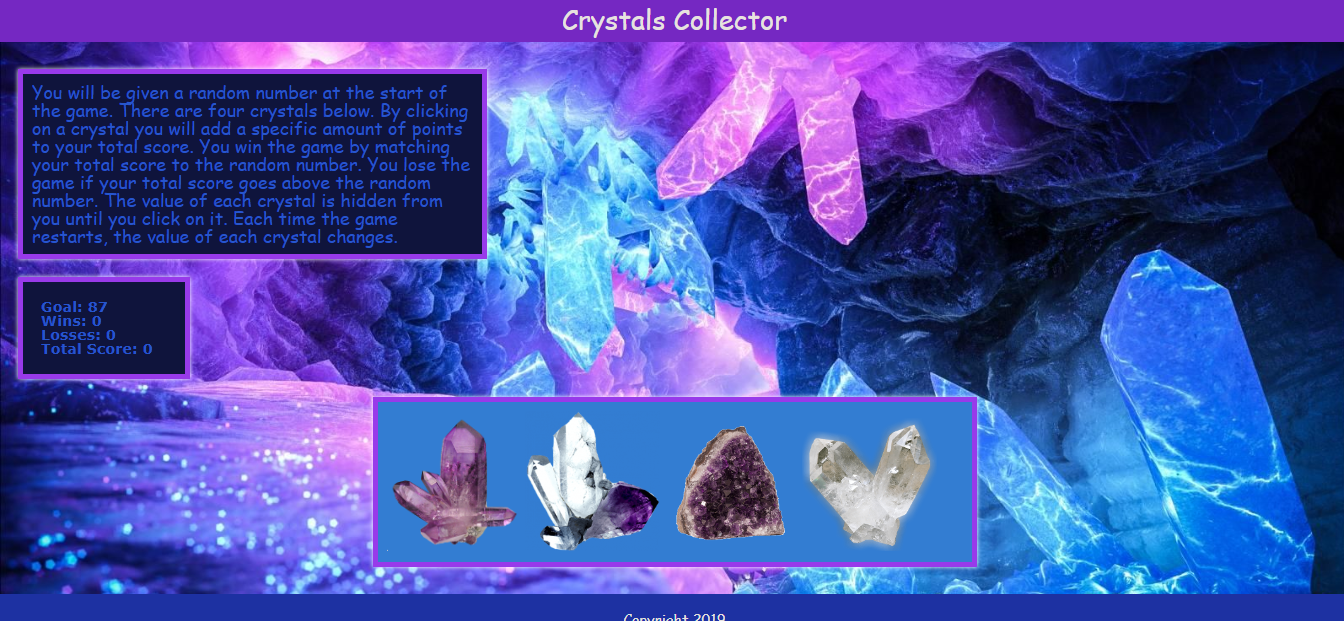 Crystals Collector
You will be given a random number at the start of
the game. There are four crystals below. By clicking
on a crystal you will add a specific amount of points
to your total score. You win the game by matching
your total score to the random number. You lose the
game if your total score goes above the random
number. The value of each crystal is hidden from
you until you click on it. Each time the game
restarts, the value of each crystal changes.
Goal: 87
Wins: 0
Losses: 0
Total Score: 0
Copyright 2019